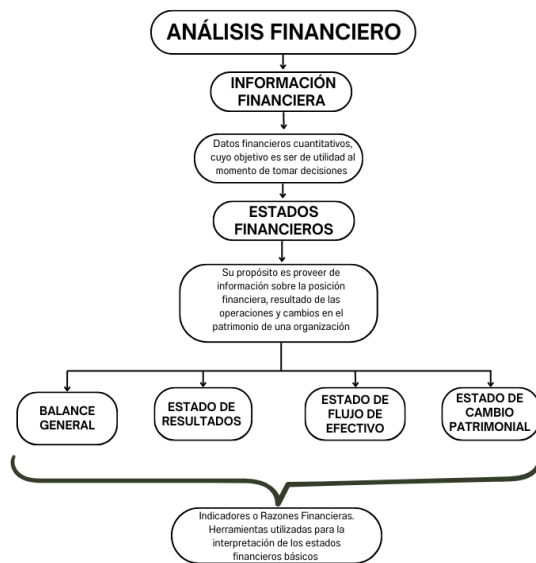 ANÁLISIS FINANCIERO
INFORMACIÓN
FINANCIERA
Datos financieros cuantitativos,
cuyo objetivo es ser de utilidad al
momento de tomar decisiones
ESTADOS
FINANCIEROS
Su propósito es proveer de
información sobre la posición
financiera, resultado de las
operaciones y cambios en el
patrimonio de una organización
BALANCE
GENERAL
ESTADO DE
RESULTADOS
ESTADO DE
FLUJO DE
EFECTIVO
ESTADO DE
CAMBIO
PATRIMONIAL
Indicadores o Razones Financieras.
Herramientas utilizadas para la
interpretación de los estados
financieros básicos